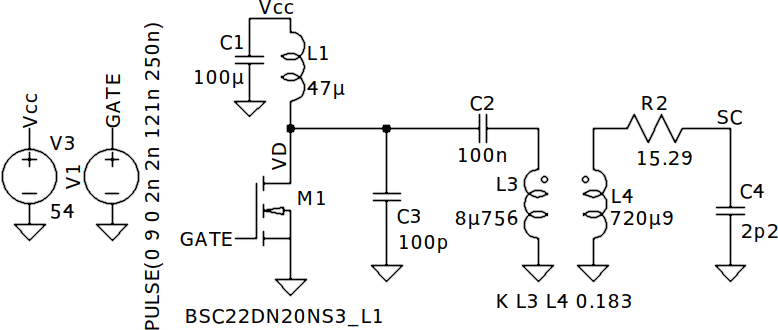 Vcc
C1
L1
100µ
47µ
Vcc
GATE
PULSE(0 9 0 2n 2n 121n 250n)
V3
V1
54
VD
C2
100n
R2
15.29
SC
M1
GATE
C3
100p
L3
8µ756
L4
720µ9
C4
2p2
K L3 L4 0.183
BSC22DN20NS3_L1